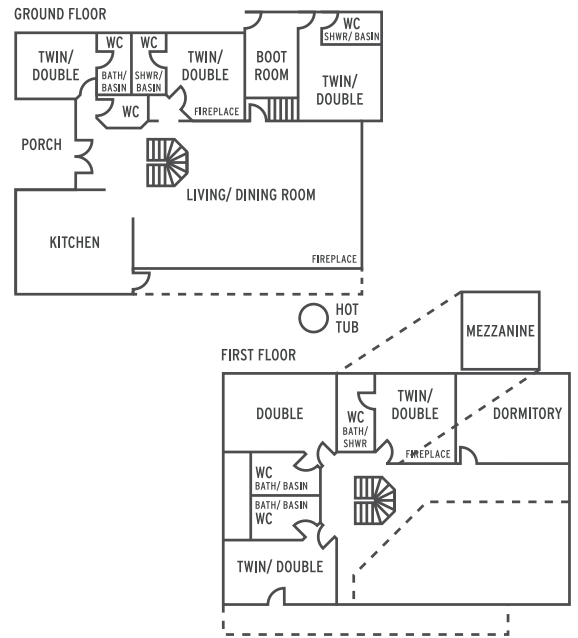 GROUND FLOOR
TWIN/
DOUBLE
WC
BATH/
BASIN
WC
SHWR/
BASIN
TWIN/
DOUBLE
FIREPLACE
BOOT
ROOM
WC
SHWR/ BASIN
TWIN/
DOUBLE
WC
PORCH
LIVING/ DINING ROOM
KITCHEN
FIREPLACE
HOT
TUB
MEZZANINE
FIRST FLOOR
DOUBLE
WC
BATH/
SHWR
TWIN/
DOUBLE
FIREPLACE
DORMITORY
WC
BATH/ BASIN
BATH/ BASIN
WC
TWIN/ DOUBLE